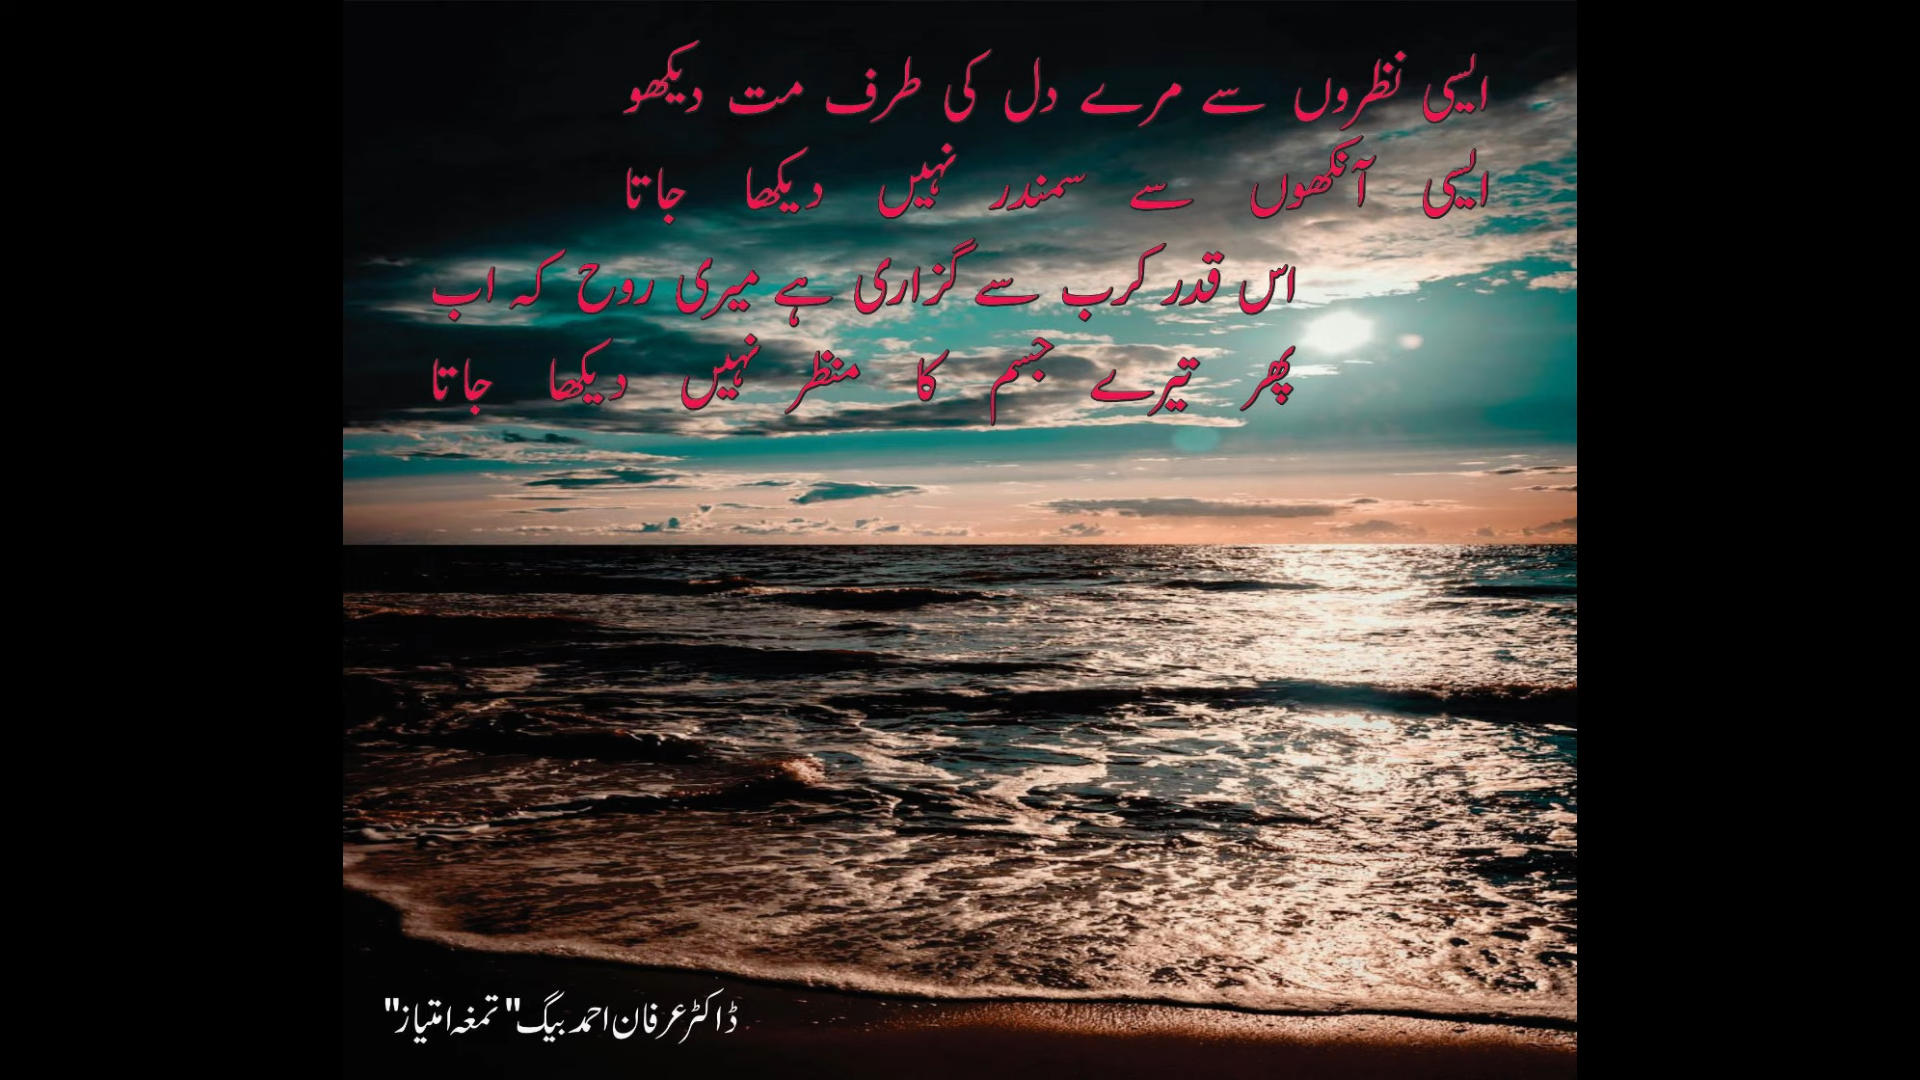 ایسی نظروں سے مرے دل کی طرف مت دیکھو
ایسی آنکھوں سے سمندر نہیں دیکھا جاتا
اس قدر کرب سے گزاری ہے میری روح کہ اب
پھر تیرے جسم کا منظر نہیں دیکھا جاتا
ڈاکٹر عرفان احمد بیگ "تمغہ امتیاز"